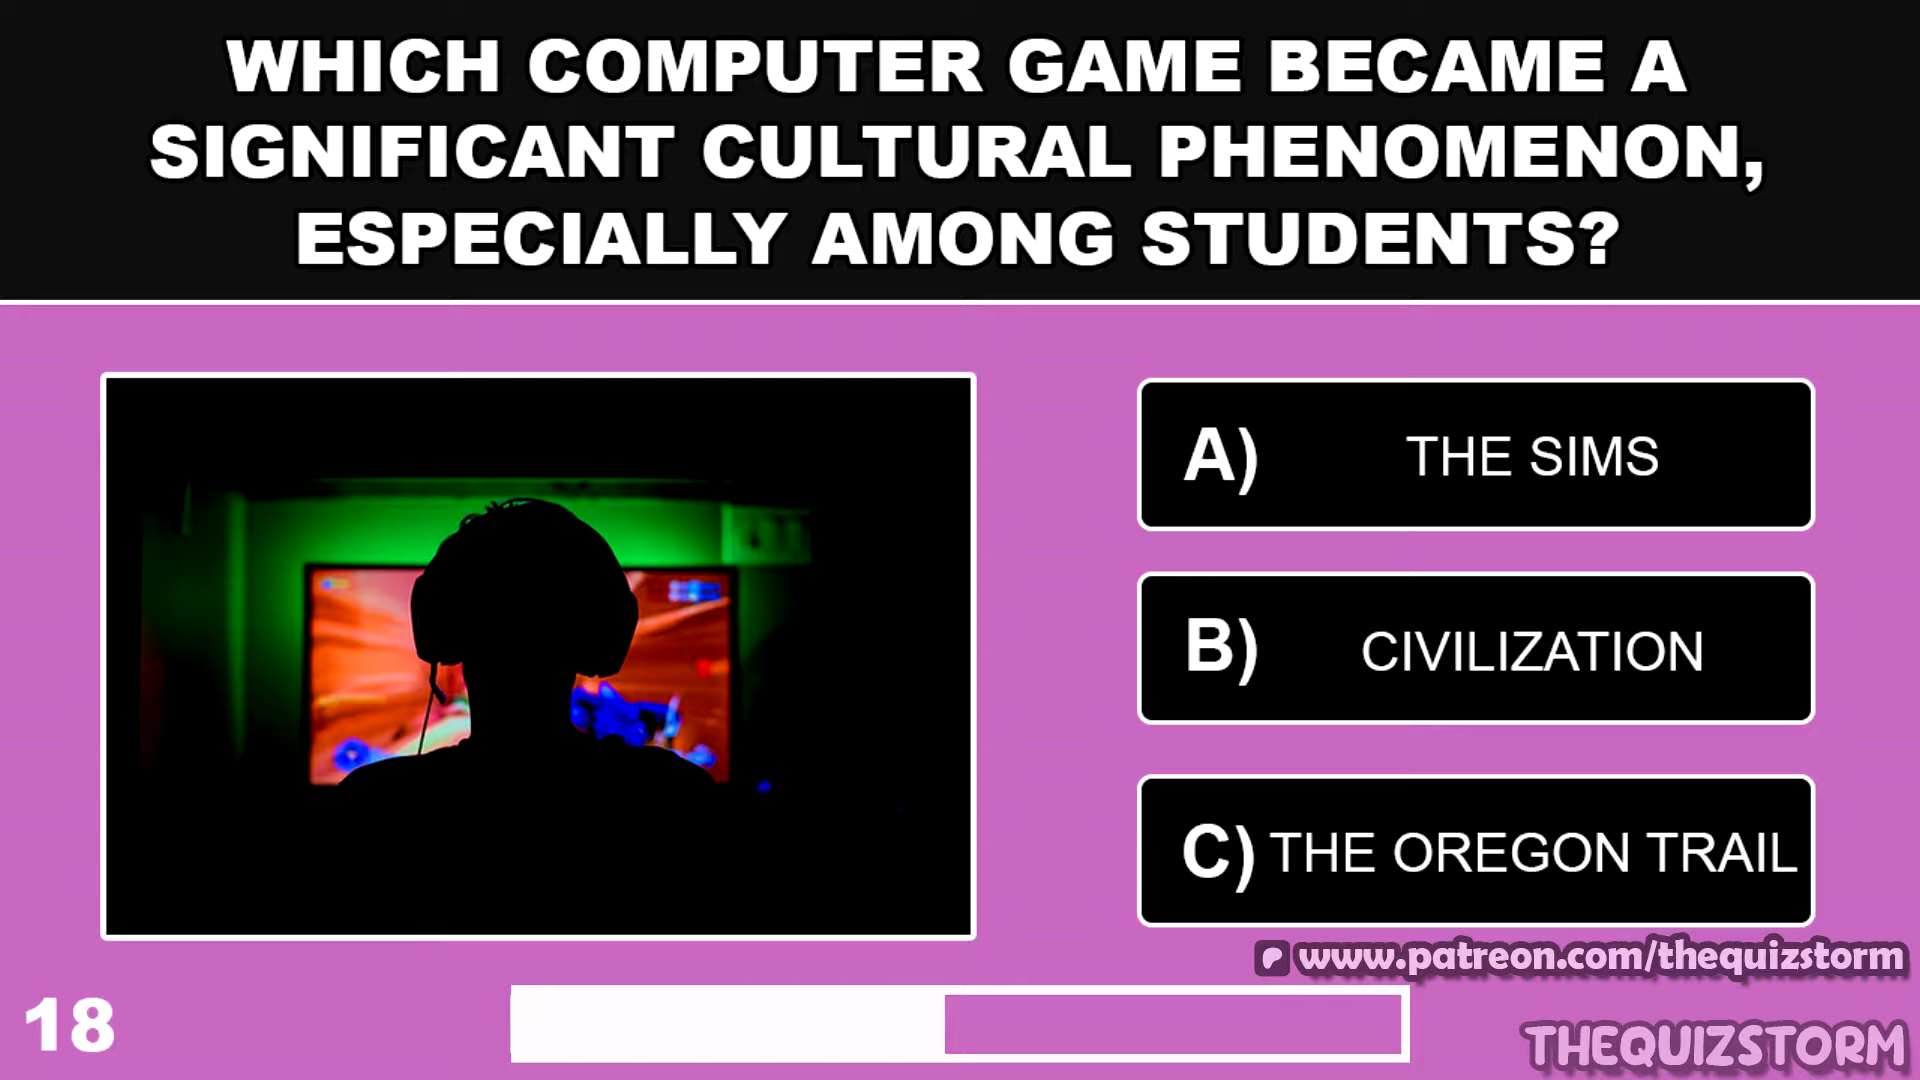 WHICH COMPUTER GAME BECAME A
SIGNIFICANT CULTURAL PHENOMENON,
ESPECIALLY AMONG STUDENTS?
A) THE SIMS
B) CIVILIZATION
C) THE OREGON TRAIL
www.patreon.com/thequizstorm
18
THEQUIZSTORM